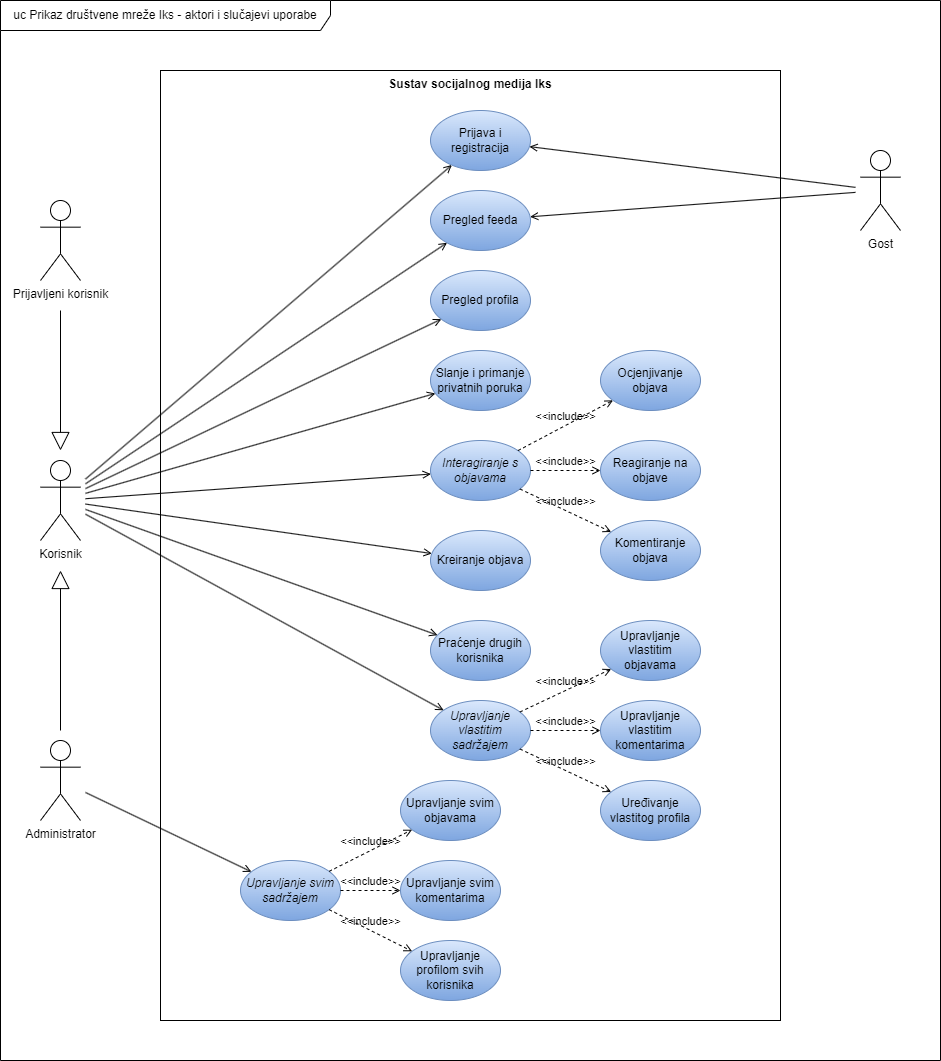 uc Prikaz društvene mreže Iks - aktori i slučajevi uporabe
Sustav socijalnog medija Iks
Prijava i
registracija
Gost
Pregled feeda
Prijavljeni korisnik
Pregled profila
Slanje i primanje
privatnih poruka
Ocjenjivanje
objava
<<include>>
Interagiranje s
objavama
<<include>>
Reagiranje na
objave
<<include>>
Komentiranje
objava
Korisnik
Kreiranje objava
Praćenje drugih
korisnika
Upravljanje
vlastitim
objavama
<<include>>
Upravljanje
vlastitim
sadržajem
<<include>>
Upravljanje
vlastitim
komentarima
<<include>>
Uređivanje
vlastitog profila
Administrator
Upravljanje svim
objavama
<<include>>
Upravljanje svim
sadržajem
<<include>>
Upravljanje svim
komentarima
<<include>>
Upravljanje
profilom svih
korisnika